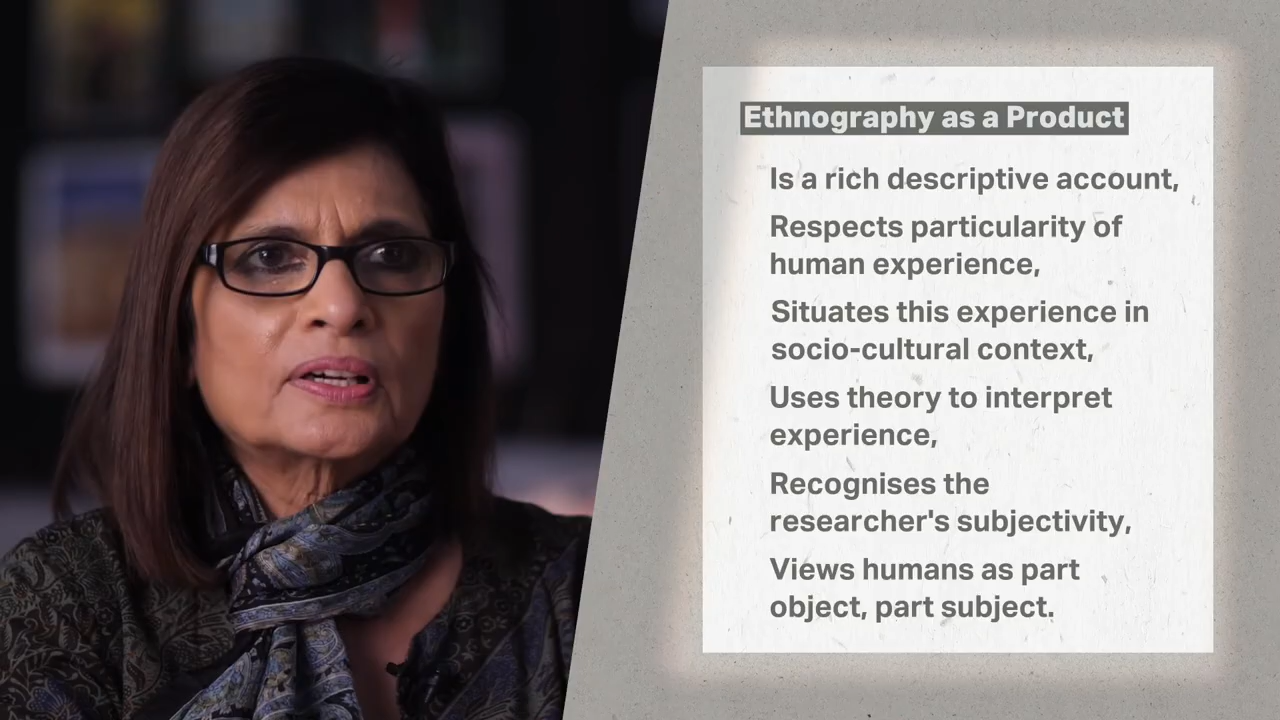 Ethnography as a Product
Is a rich descriptive account,
Respects particularity of
human experience,
Situates this experience in
socio-cultural context,
Uses theory to interpret
experience,
Recognises the
researcher's subjectivity,
Views humans as part
object, part subject.